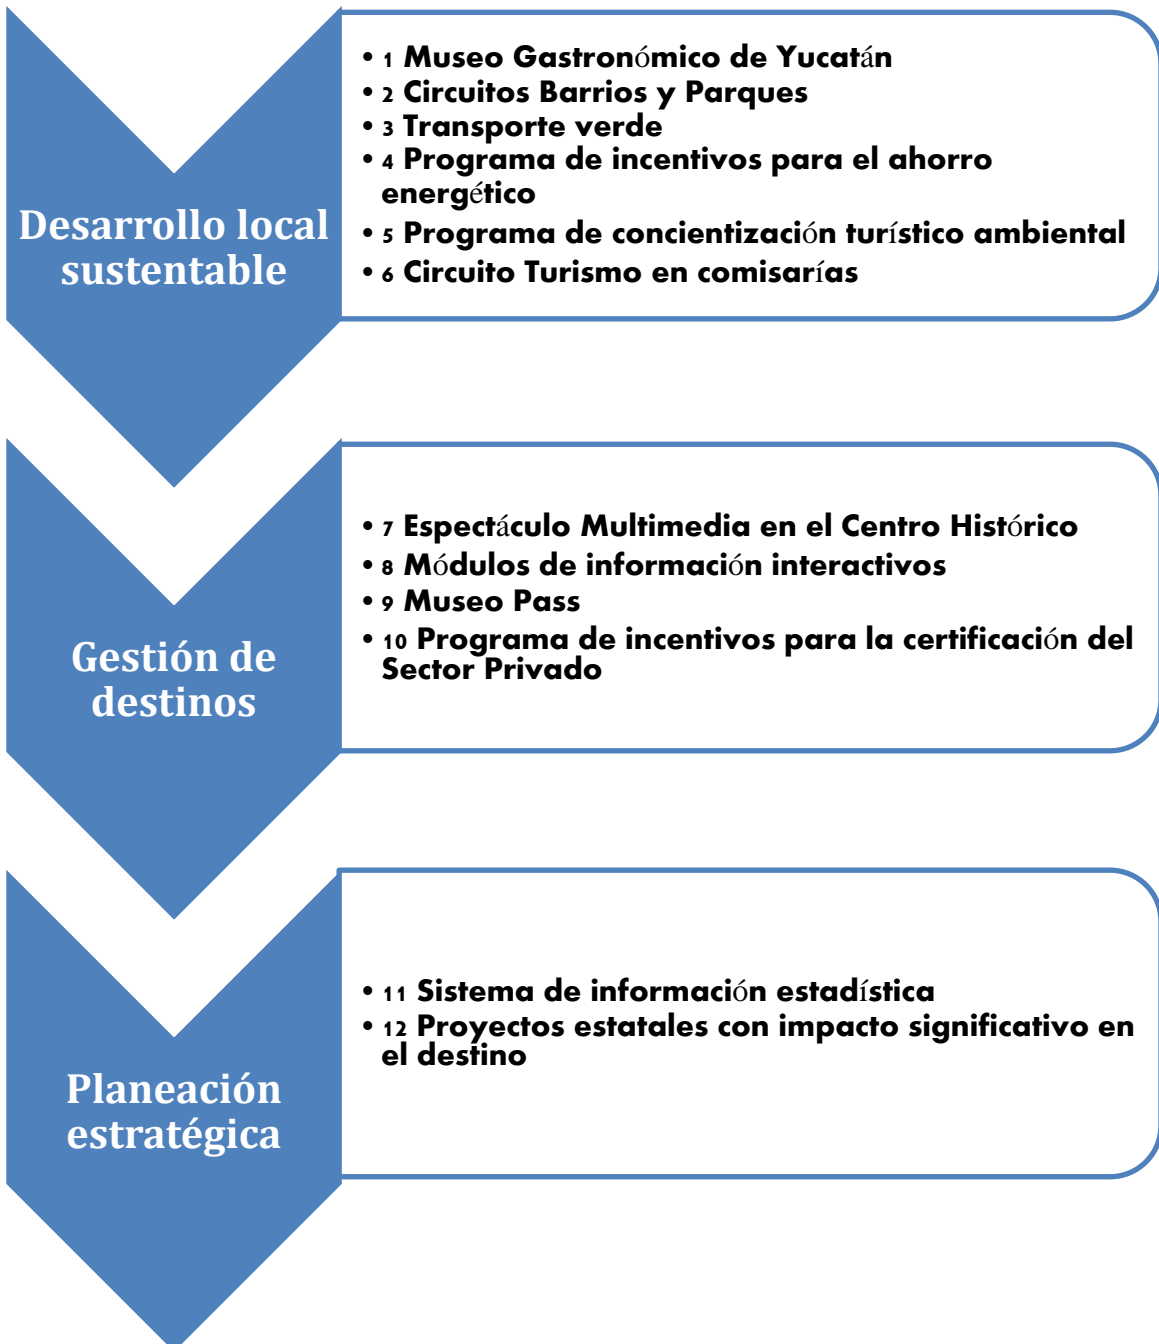 Desarrollo local
sustentable
• 1 Museo Gastronómico de Yucatán
• 2 Circuitos Barrios y Parques
• 3 Transporte verde
• 4 Programa de incentivos para el ahorro
energético
• 5 Programa de concientización turístico ambiental
• 6 Circuito Turismo en comisarías
Gestión de
destinos
• 7 Espectáculo Multimedia en el Centro Histórico
• 8 Módulos de información interactivos
• 9 Museo Pass
• 10 Programa de incentivos para la certificación del
Sector Privado
Planeación
estratégica
• 11 Sistema de información estadística
• 12 Proyectos estatales con impacto significativo en
el destino